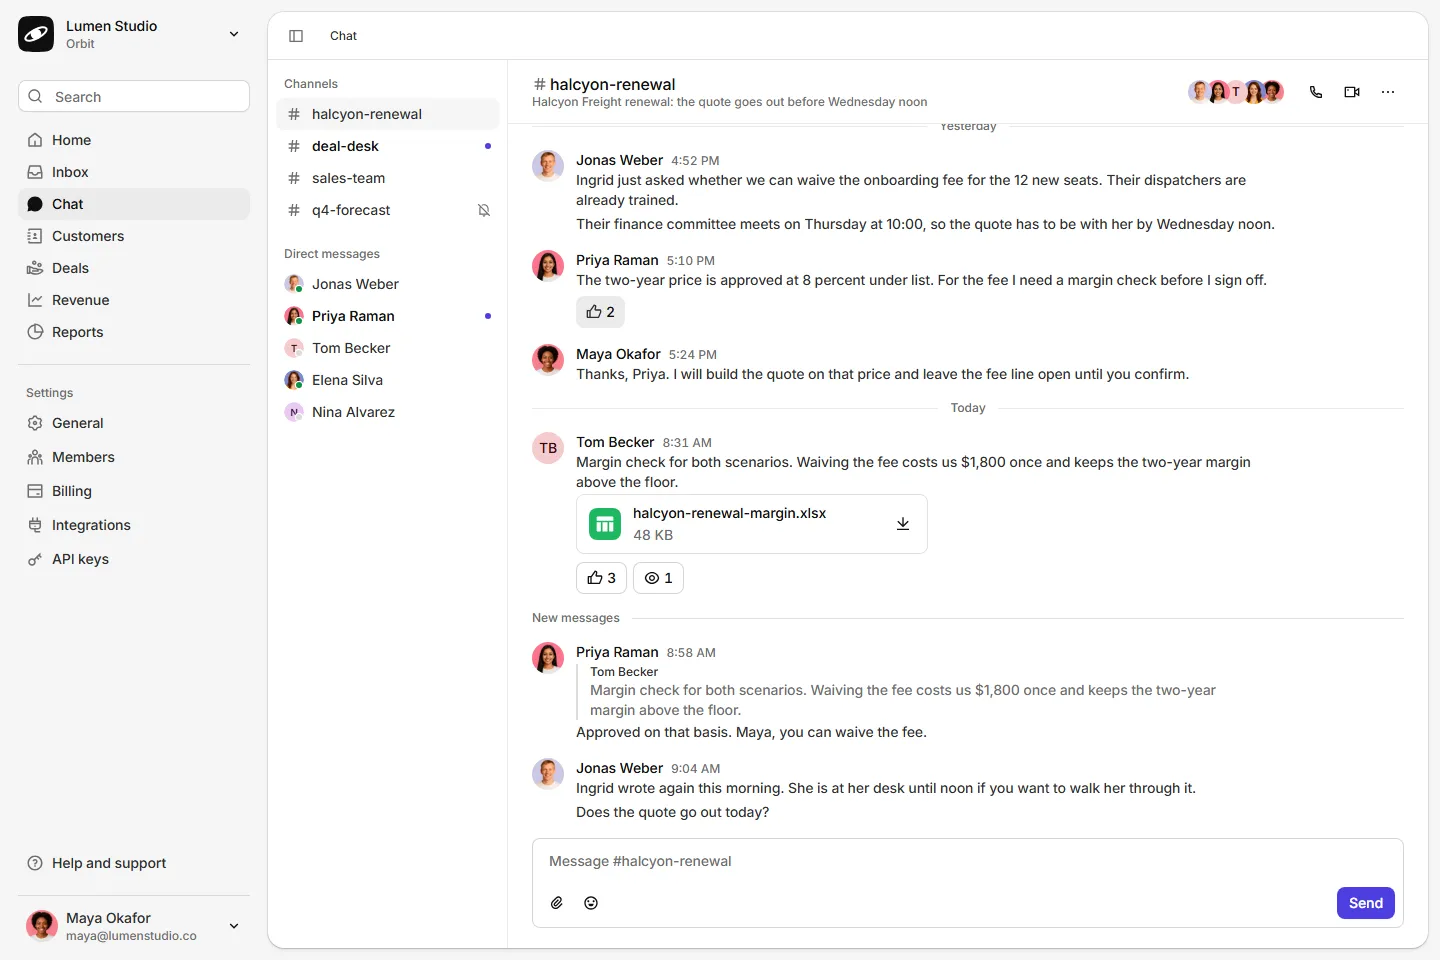 Lumen Studio
Orbit
Search
Home
Inbox
Chat
Customers
Deals
Revenue
Reports
Settings
General
Members
Billing
Integrations
API keys
Help and support
Maya Okafor
maya@lumenstudio.co
Chat
Channels
# halcyon-renewal
# deal-desk
# sales-team
# q4-forecast
Direct messages
Jonas Weber
Priya Raman
T Tom Becker
Elena Silva
N Nina Alvarez
# halcyon-renewal
Halcyon Freight renewal: the quote goes out before Wednesday noon
T
Yesterday
Jonas Weber 4:52 PM
Ingrid just asked whether we can waive the onboarding fee for the 12 new seats. Their dispatchers are
already trained.
Their finance committee meets on Thursday at 10:00, so the quote has to be with her by Wednesday noon.
Priya Raman 5:10 PM
The two-year price is approved at 8 percent under list. For the fee I need a margin check before I sign off.
2
Maya Okafor 5:24 PM
Thanks, Priya. I will build the quote on that price and leave the fee line open until you confirm.
Today
TB Tom Becker 8:31 AM
Margin check for both scenarios. Waiving the fee costs us $1,800 once and keeps the two-year margin
above the floor.
halcyon-renewal-margin.xlsx
48 KB
3 1
New messages
Priya Raman 8:58 AM
Tom Becker
Margin check for both scenarios. Waiving the fee costs us $1,800 once and keeps the two-year
margin above the floor.
Approved on that basis. Maya, you can waive the fee.
Jonas Weber 9:04 AM
Ingrid wrote again this morning. She is at her desk until noon if you want to walk her through it.
Does the quote go out today?
Message #halcyon-renewal
Send